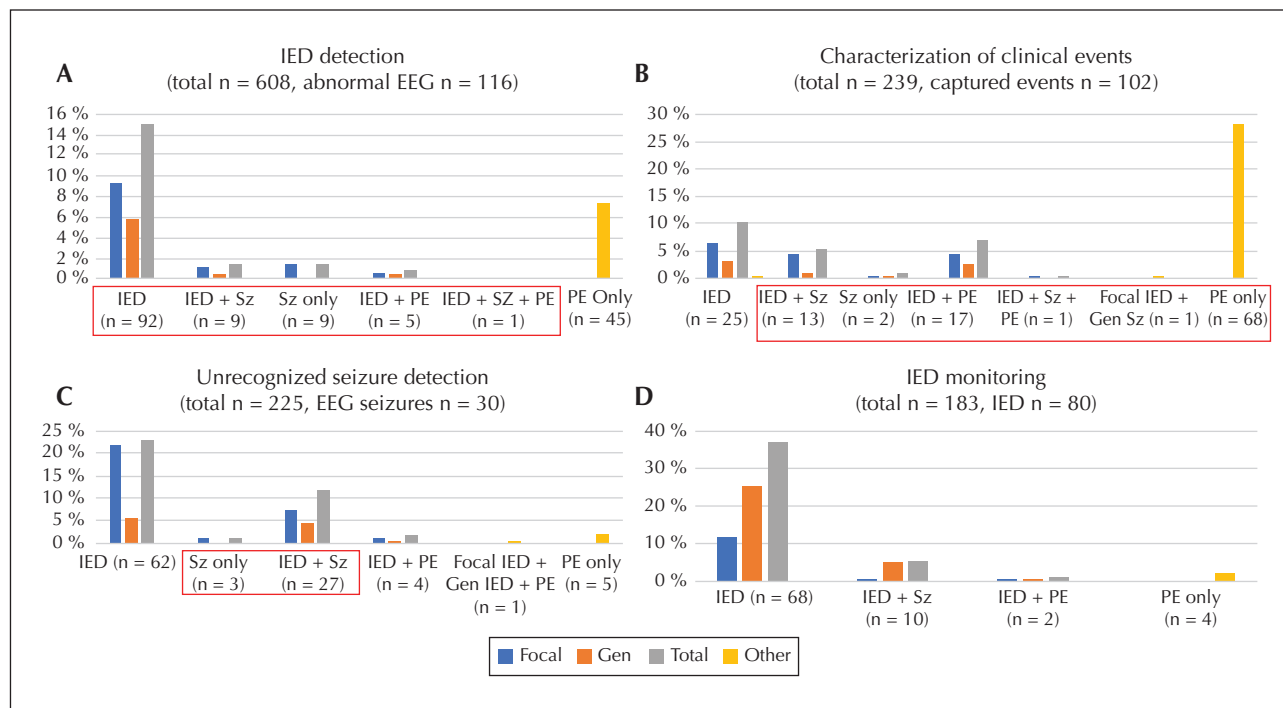 A
IED detection
(total n = 608, abnormal EEG n = 116)
16 %
14 %
12 %
10 %
8 %
6 %
4 %
2 %
0 %
IED
(n = 92)
IED + Sz
(n = 9)
Sz only
(n = 9)
IED + PE
(n = 5)
IED + SZ + PE
(n = 1)
PE Only
(n = 45)
B
Characterization of clinical events
(total n = 239, captured events n = 102)
30 %
25 %
20 %
15 %
10 %
5 %
0 %
IED
(n = 25)
IED + Sz
(n = 13)
Sz only
(n = 2)
IED + PE
(n = 17)
IED + Sz +
PE (n = 1)
Focal IED +
Gen Sz (n = 1)
PE only
(n = 68)
C
Unrecognized seizure detection
(total n = 225, EEG seizures n = 30)
25 %
20 %
15 %
10 %
5 %
0 %
IED (n = 62)
Sz only
(n = 3)
IED + Sz
(n = 27)
IED + PE
(n = 4)
Focal IED +
Gen IED + PE
(n = 1)
PE only
(n = 5)
D
IED monitoring
(total n = 183, IED n = 80)
40 %
30 %
20 %
10 %
0 %
IED (n = 68)
IED + Sz
(n = 10)
IED + PE
(n = 2)
PE only
(n = 4)
Focal Gen Total Other